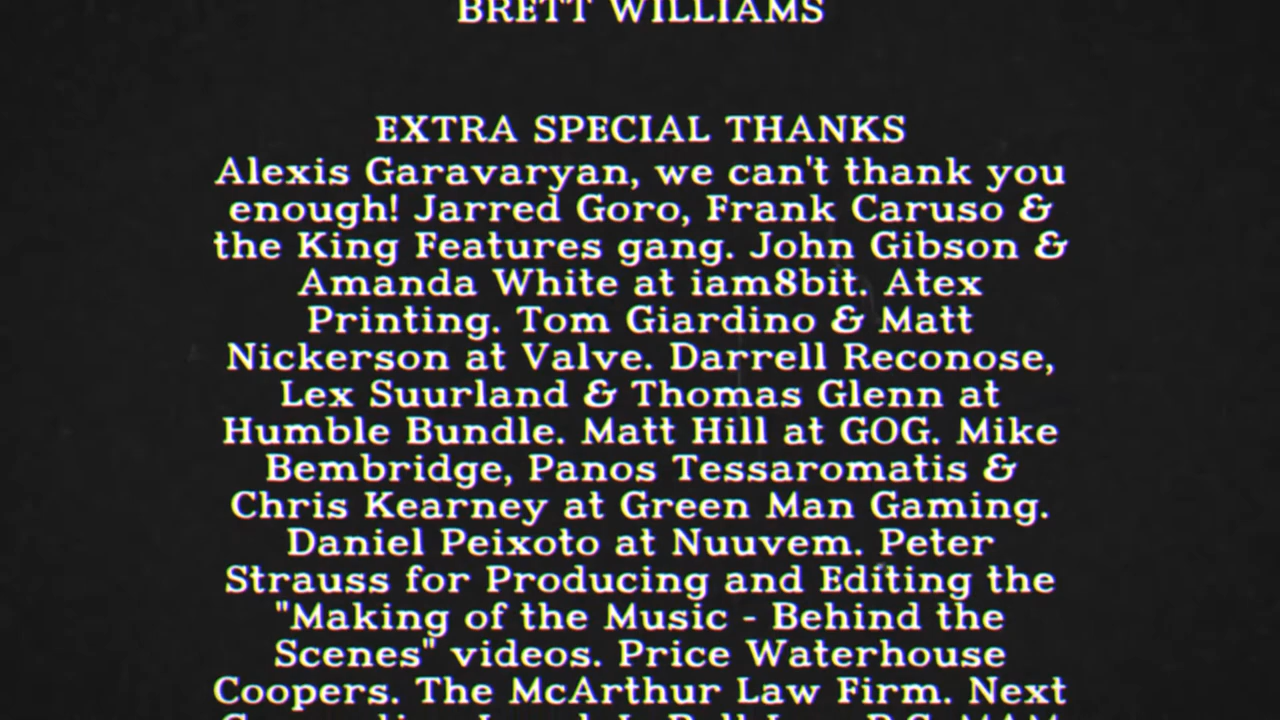 BRETT WILLIAMS
EXTRA SPECIAL THANKS
Alexis Garavaryan, we can't thank you
enough! Jarred Goro, Frank Caruso &
the King Features gang. John Gibson &
Amanda White at iam8bit. Atex
Printing. Tom Giardino & Matt
Nickerson at Valve. Darrell Reconose,
Lex Suurland & Thomas Glenn at
Humble Bundle. Matt Hill at GOG. Mike
Bembridge, Panos Tessaromatis &
Chris Kearney at Green Man Gaming.
Daniel Peixoto at Nuuvem. Peter
Strauss for Producing and Editing the
"Making of the Music - Behind the
Scenes" videos. Price Waterhouse
Coopers. The McArthur Law Firm. Next